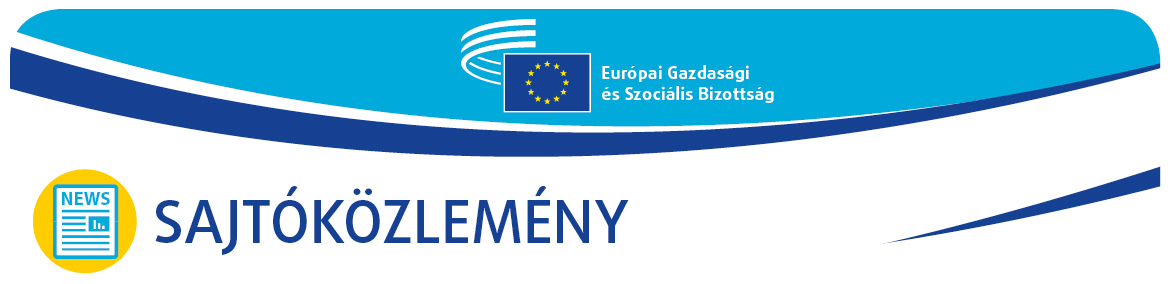 Európai Gazdasági
és Szociális Bizottság
NEWS
SAJTÓKÖZLEMÉNY